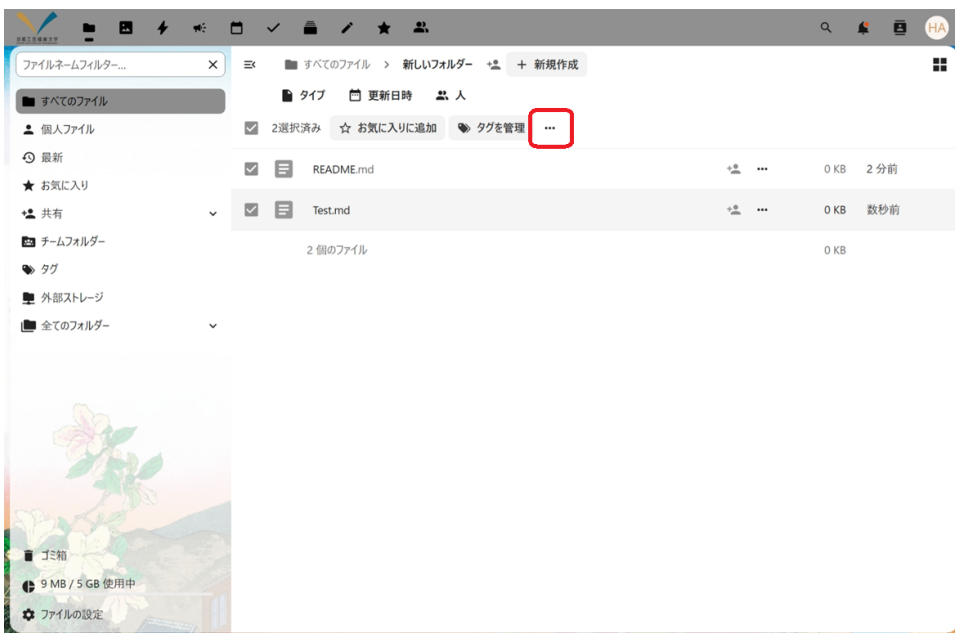 HA
ファイルネームフィルター...
すべてのファイル
個人ファイル
最新
お気に入り
共有
チームフォルダー
タグ
外部ストレージ
全てのフォルダー
ゴミ箱
9 MB / 5 GB 使用中
ファイルの設定
すべてのファイル > 新しいフォルダー + 新規作成
タイプ 更新日時 人
2選択済み お気に入りに追加 タグを管理 ...
README.md ... 0 KB 2 分前
Test.md ... 0 KB 数秒前
2 個のファイル 0 KB